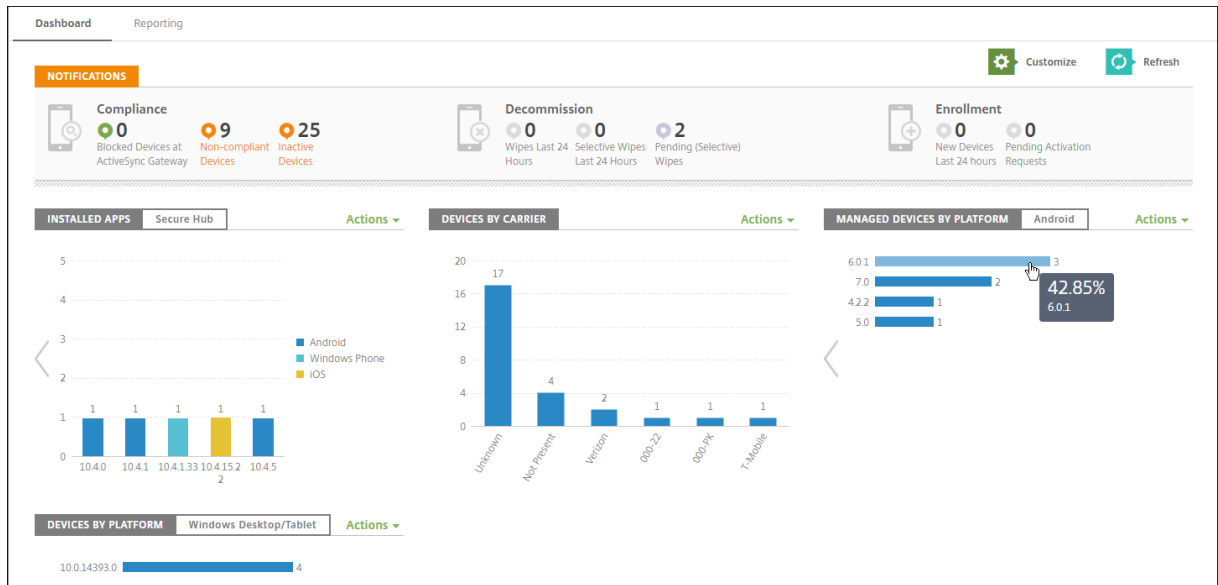 Dashboard Reporting
Customize Refresh
NOTIFICATIONS
Compliance
0 9 25
Blocked Devices at Non-compliant Inactive
ActiveSync Gateway Devices Devices
Decommission
0 0 2
Wipes Last 24 Selective Wipes Pending (Selective)
Hours Last 24 Hours Wipes
Enrollment
0 0
New Devices Pending Activation
Last 24 hours Requests
INSTALLED APPS Secure Hub Actions
5
4
3
2
1
0
1 1 1 1 1
10.4.0 10.4.1 10.4.1.33 10.4.15.2 10.4.5
2
Android
Windows Phone
iOS
DEVICES BY CARRIER Actions
20
16
12
8
4
0
17
4
2
1
1
1
Unknown
Not Present
Verizon
000-22
000-PK
T-Mobile
MANAGED DEVICES BY PLATFORM Android Actions
6.0.1 3
7.0 2
4.2.2 1
5.0 1
42.85%
6.0.1
DEVICES BY PLATFORM Windows Desktop/Tablet Actions
10.0.14393.0 4